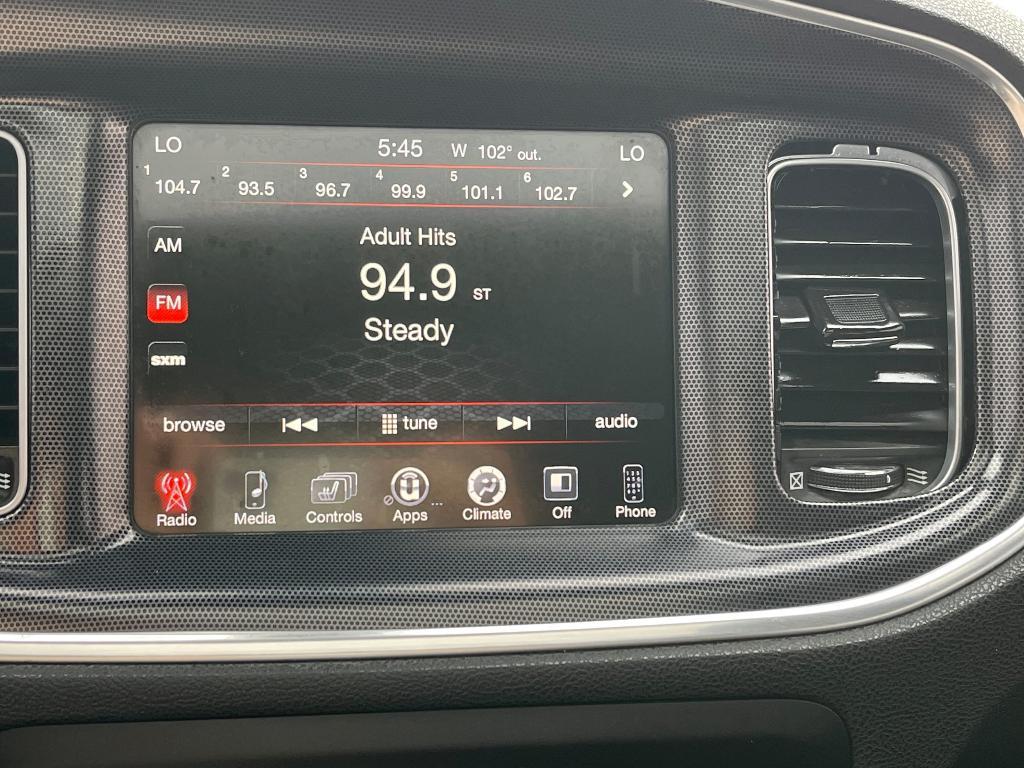 LO 5:45 W 102° out. LO
1 104.7 2 93.5 3 96.7 4 99.9 5 101.1 6 102.7
AM
Adult Hits
FM
94.9 ST
Steady
sxm
browse tune audio
Radio Media Controls Apps Climate Off Phone